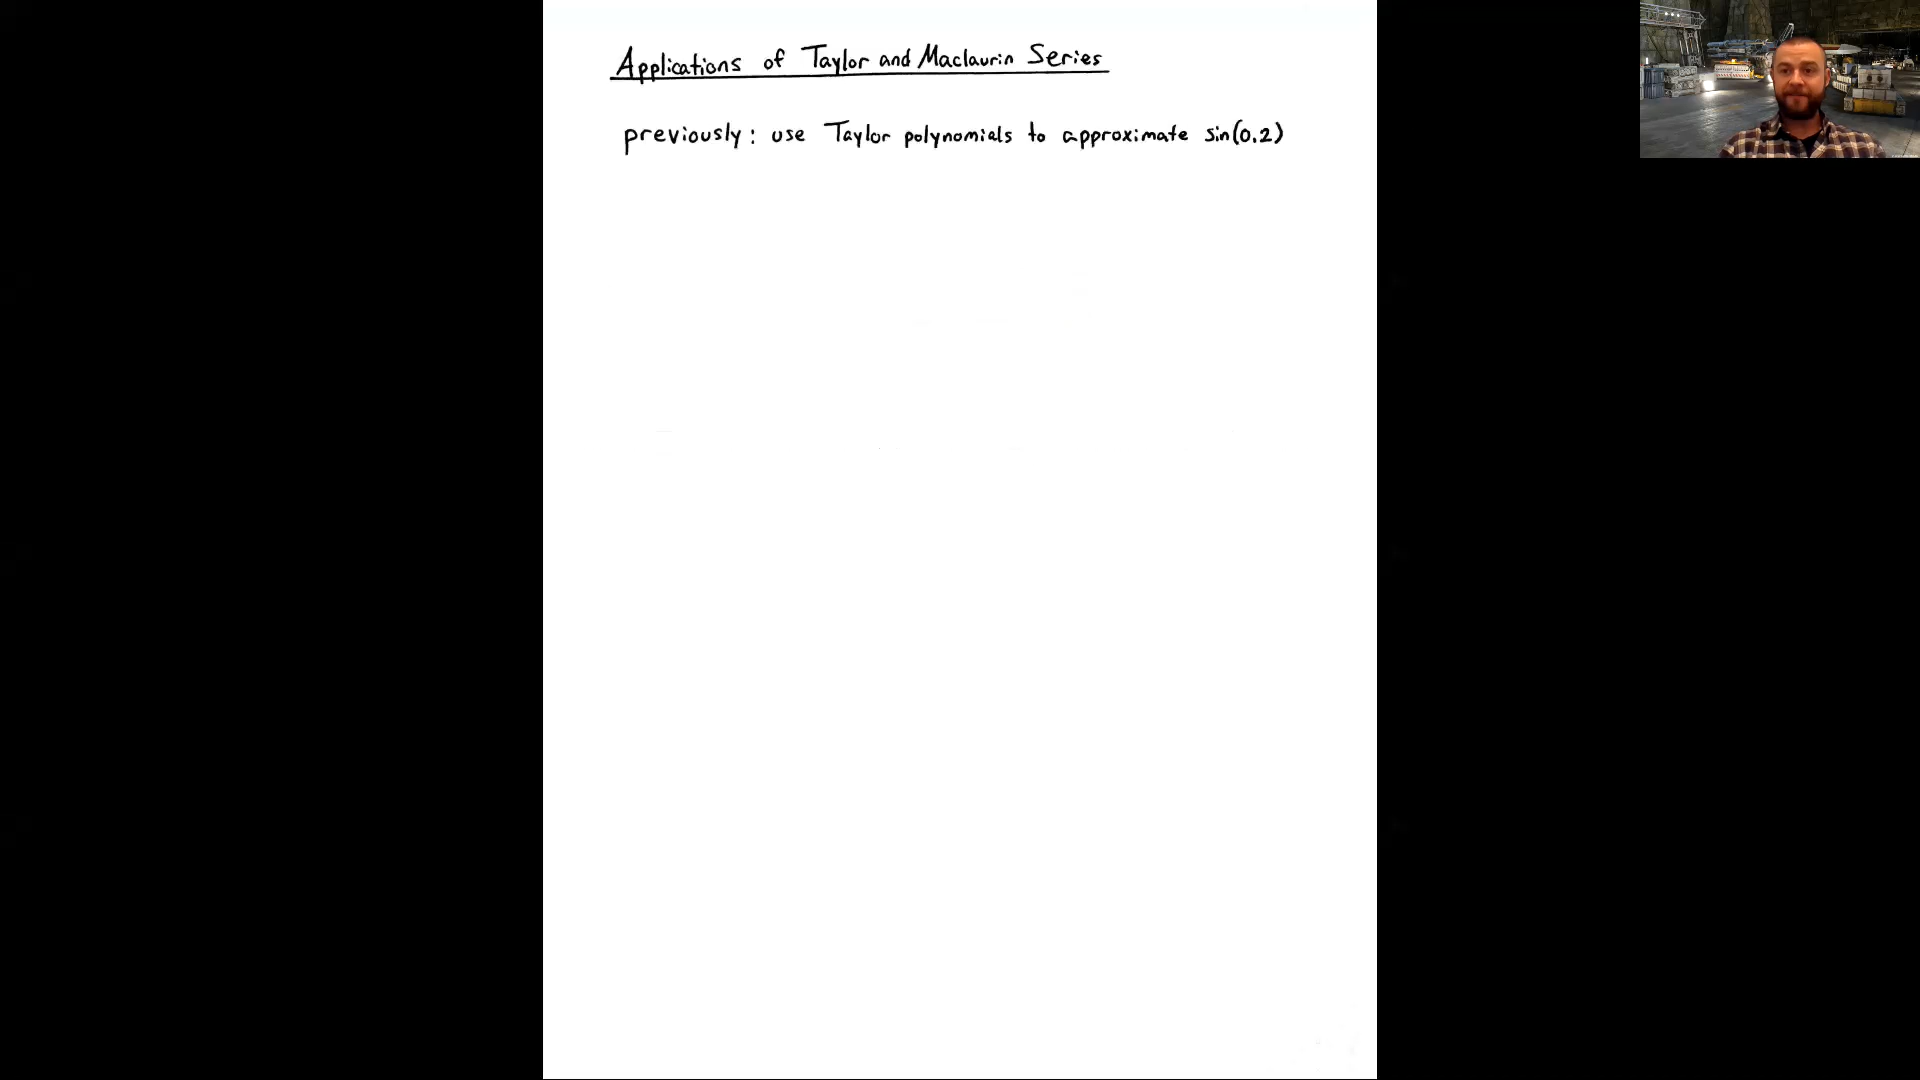 Applications of Taylor and Maclaurin Series
previously: use Taylor polynomials to approximate sin(0.2)